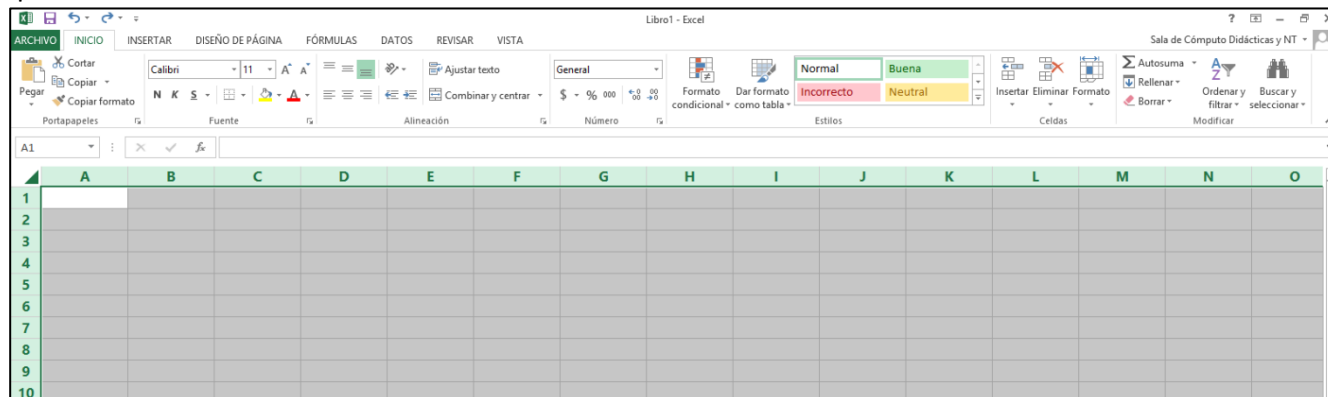 Libro1 - Excel
ARCHIVO INICIO INSERTAR DISEÑO DE PÁGINA FÓRMULAS DATOS REVISAR VISTA Sala de Cómputo Didácticas y NT
Pegar
Cortar
Copiar
Copiar formato
Portapapeles
Calibri 11
N K S
Fuente
Ajustar texto
Combinar y centrar
Alineación
General
$ % 000
Número
Formato condicional
Dar formato como tabla
Normal Buena
Incorrecto Neutral
Estilos
Insertar Eliminar Formato
Celdas
Autosuma
Rellenar
Borrar
Ordenar y filtrar
Buscar y seleccionar
Modificar
A1 fx
A B C D E F G H I J K L M N O
1
2
3
4
5
6
7
8
9
10